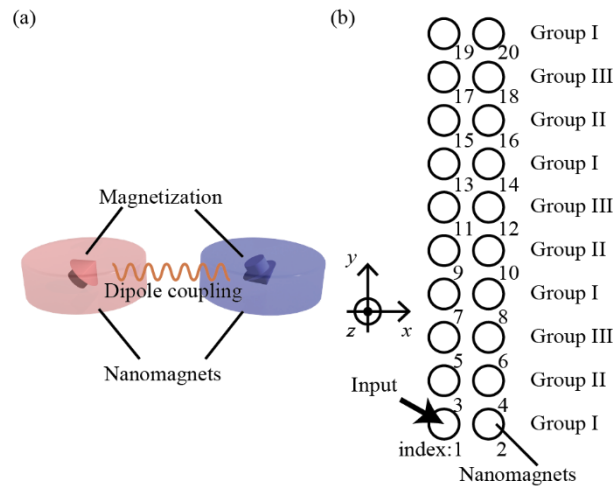 (a)
Magnetization
Dipole coupling
Nanomagnets
(b)
19 20 Group I
17 18 Group III
15 16 Group II
13 14 Group I
11 12 Group III
9 10 Group II
7 8 Group I
5 6 Group III
3 4 Group II
index:1 2 Group I
y
z
x
Input
Nanomagnets